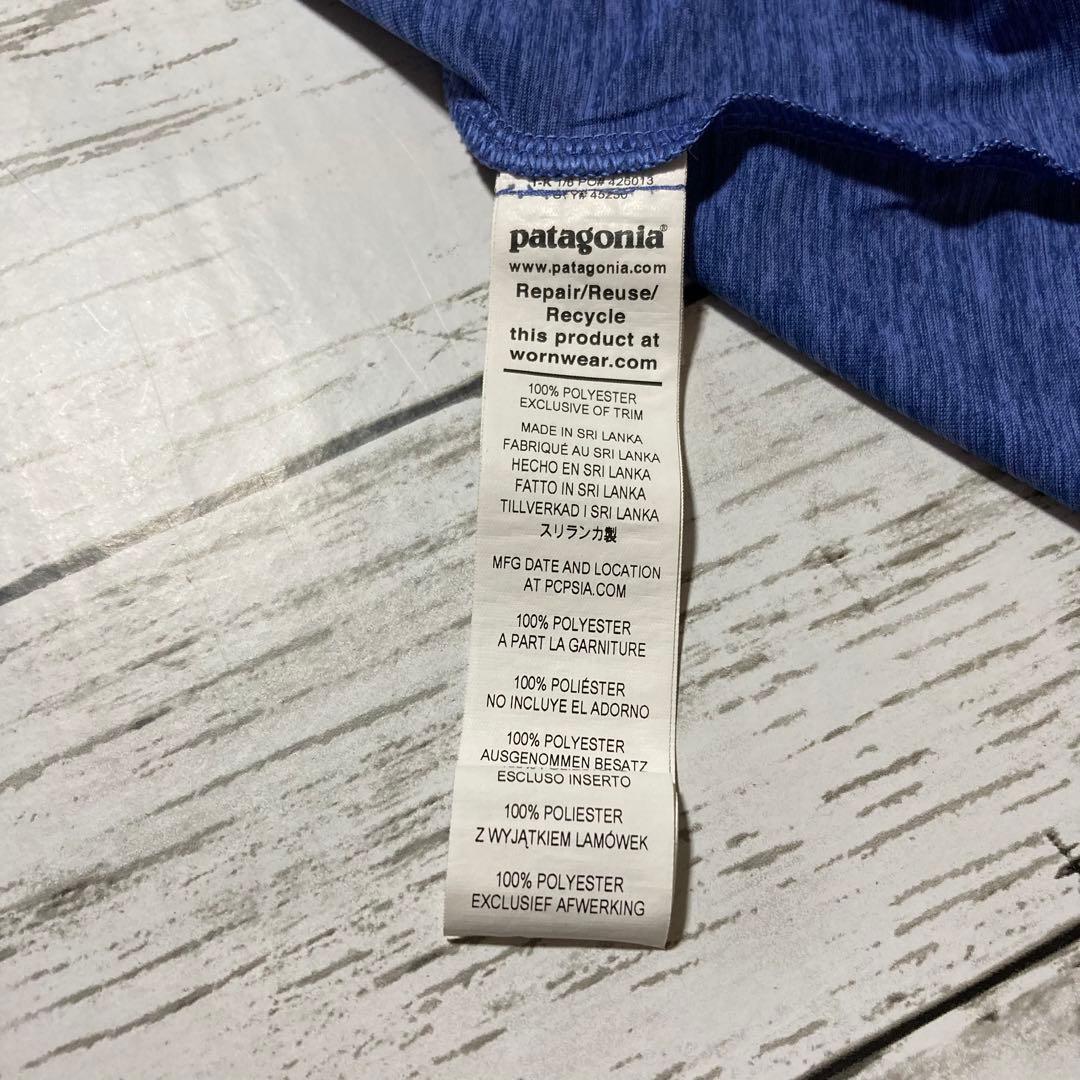 PO# 426013
patagonia®
www.patagonia.com
Repair/Reuse/
Recycle
this product at
wornwear.com
100% POLYESTER
EXCLUSIVE OF TRIM
MADE IN SRI LANKA
FABRIQUÉ AU SRI LANKA
HECHO EN SRI LANKA
FATTO IN SRI LANKA
TILLVERKAD I SRI LANKA
スリランカ製
MFG DATE AND LOCATION
AT PCPSIA.COM
100% POLYESTER
A PART LA GARNITURE
100% POLIÉSTER
NO INCLUYE EL ADORNO
100% POLYESTER
AUSGENOMMEN BESATZ
ESCLUSO INSERTO
100% POLIESTER
Z WYJĄTKIEM LAMÓWEK
100% POLYESTER
EXCLUSIEF AFWERKING